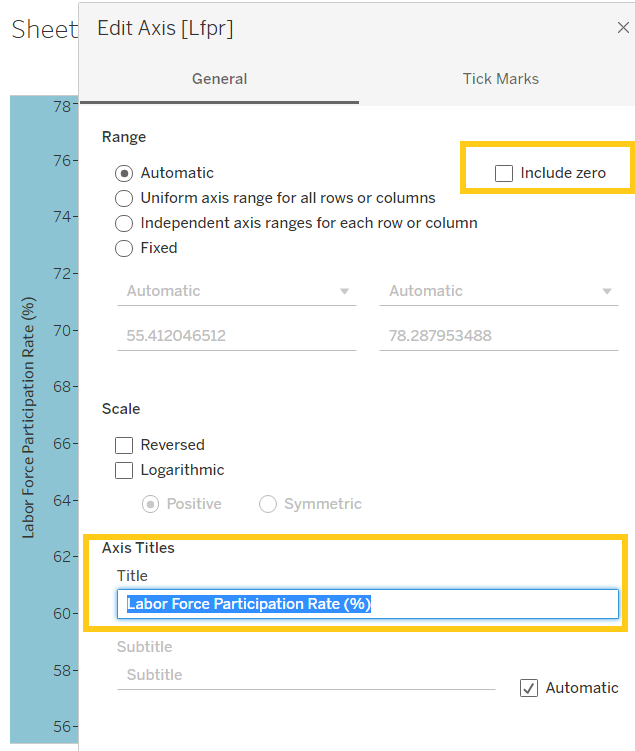 Sheet
Edit Axis [Lfpr]
General
Tick Marks
Range
Automatic
Include zero
Uniform axis range for all rows or columns
Independent axis ranges for each row or column
Fixed
Automatic
Automatic
55.412046512
78.287953488
Scale
Reversed
Logarithmic
Positive
Symmetric
Axis Titles
Title
Labor Force Participation Rate (%)
Subtitle
Subtitle
Automatic
Labor Force Participation Rate (%)
78
76
74
72
70
68
66
64
62
60
58
56